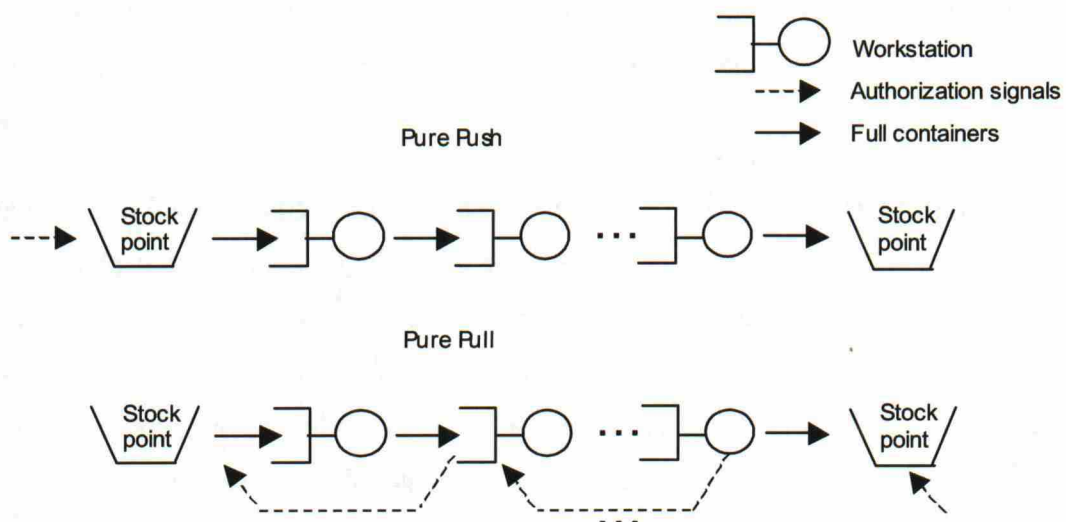 Workstation
Authorization signals
Full containers
Pure Push
Stock
point
...
Stock
point
Pure Pull
Stock
point
...
Stock
point
...